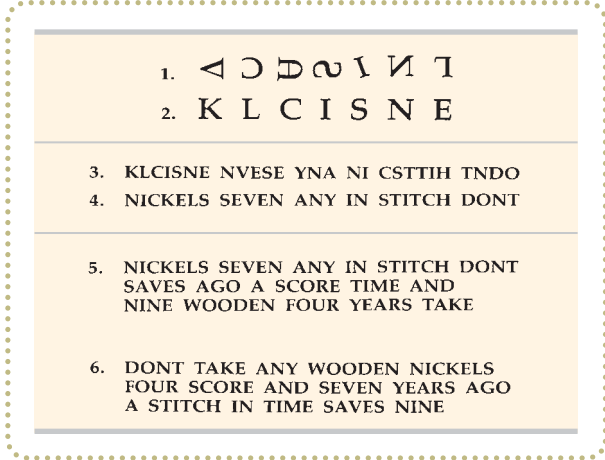 1.
2. K L C I S N E
3. KLCISNE NVESE YNA NI CSTTIH TNDO
4. NICKELS SEVEN ANY IN STITCH DONT
5. NICKELS SEVEN ANY IN STITCH DONT
SAVES AGO A SCORE TIME AND
NINE WOODEN FOUR YEARS TAKE
6. DONT TAKE ANY WOODEN NICKELS
FOUR SCORE AND SEVEN YEARS AGO
A STITCH IN TIME SAVES NINE